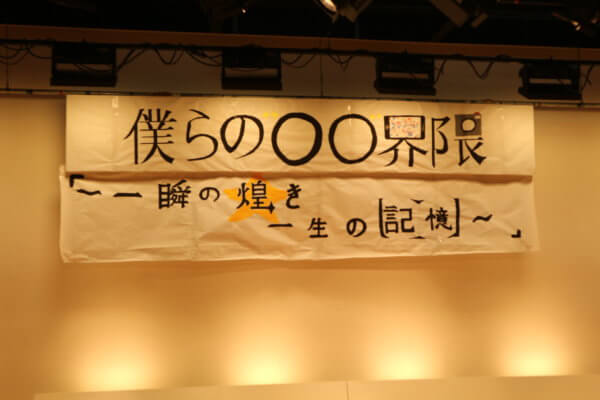 僕らの〇〇界隈
「～一瞬の煌き
一生の【記憶】～」